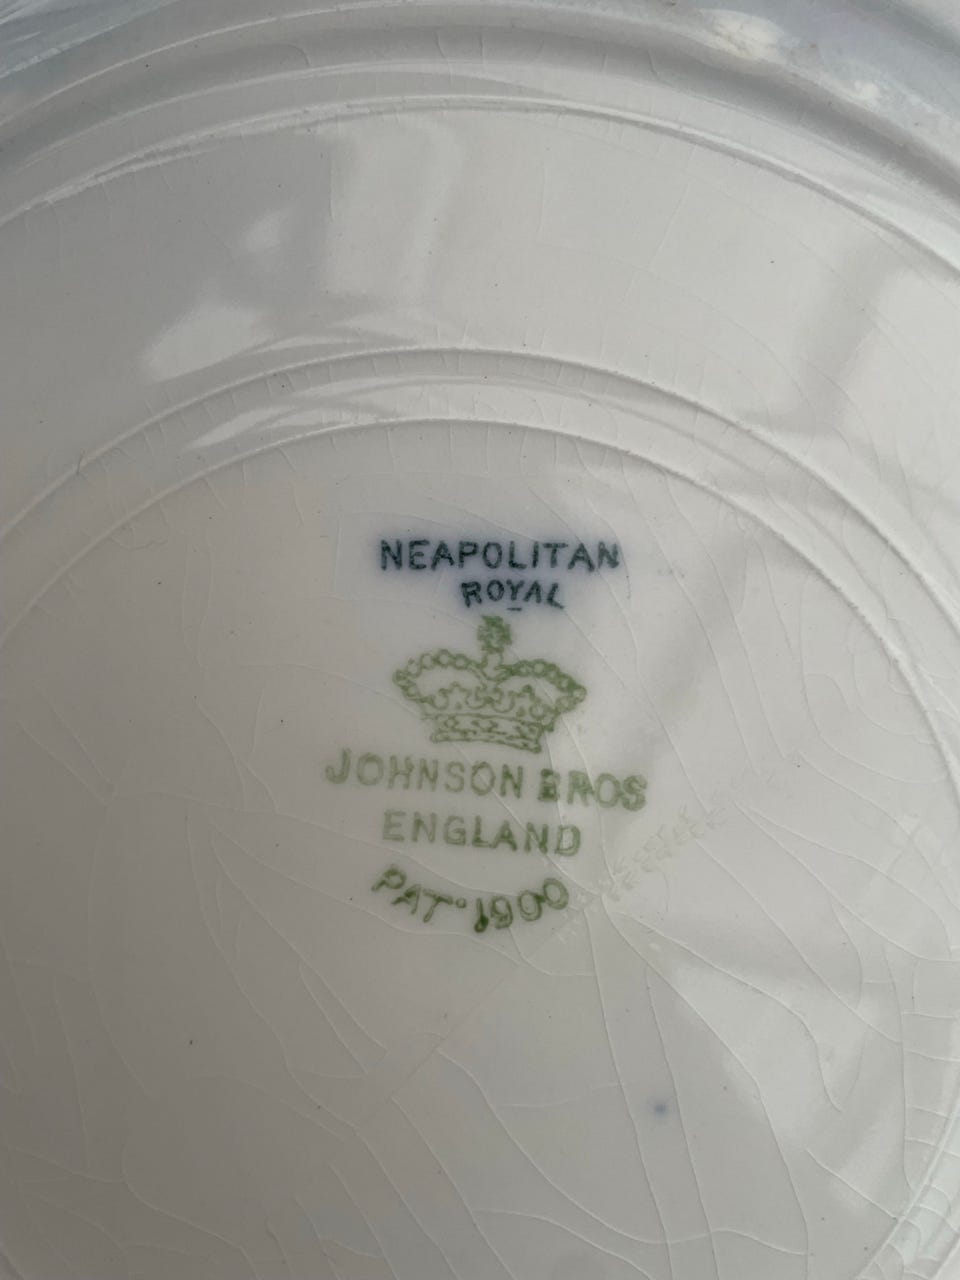 NEAPOLITAN
ROYAL
JOHNSON BROS
ENGLAND
PAT. 1900